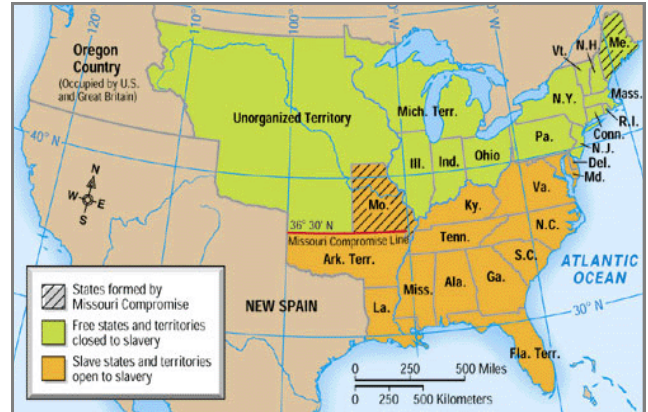 120°
110°
100°
90°W
Oregon
Country
(Occupied by U.S.
and Great Britain)
Unorganized Territory
Mich. Terr.
Vt.
N.H.
Me.
Mass.
N.Y.
R.I.
Conn.
Pa.
N.J.
Del.
Md.
40° N
Ill.
Ind.
Ohio
N
W
E
S
Mo.
Ky.
Va.
36° 30' N
Missouri Compromise Line
Tenn.
N.C.
Ark. Terr.
S.C.
ATLANTIC
OCEAN
Miss.
Ala.
Ga.
La.
NEW SPAIN
30° N
Fla. Terr.
States formed by
Missouri Compromise
Free states and territories
closed to slavery
Slave states and territories
open to slavery
0 250 500 Miles
0 250 500 Kilometers